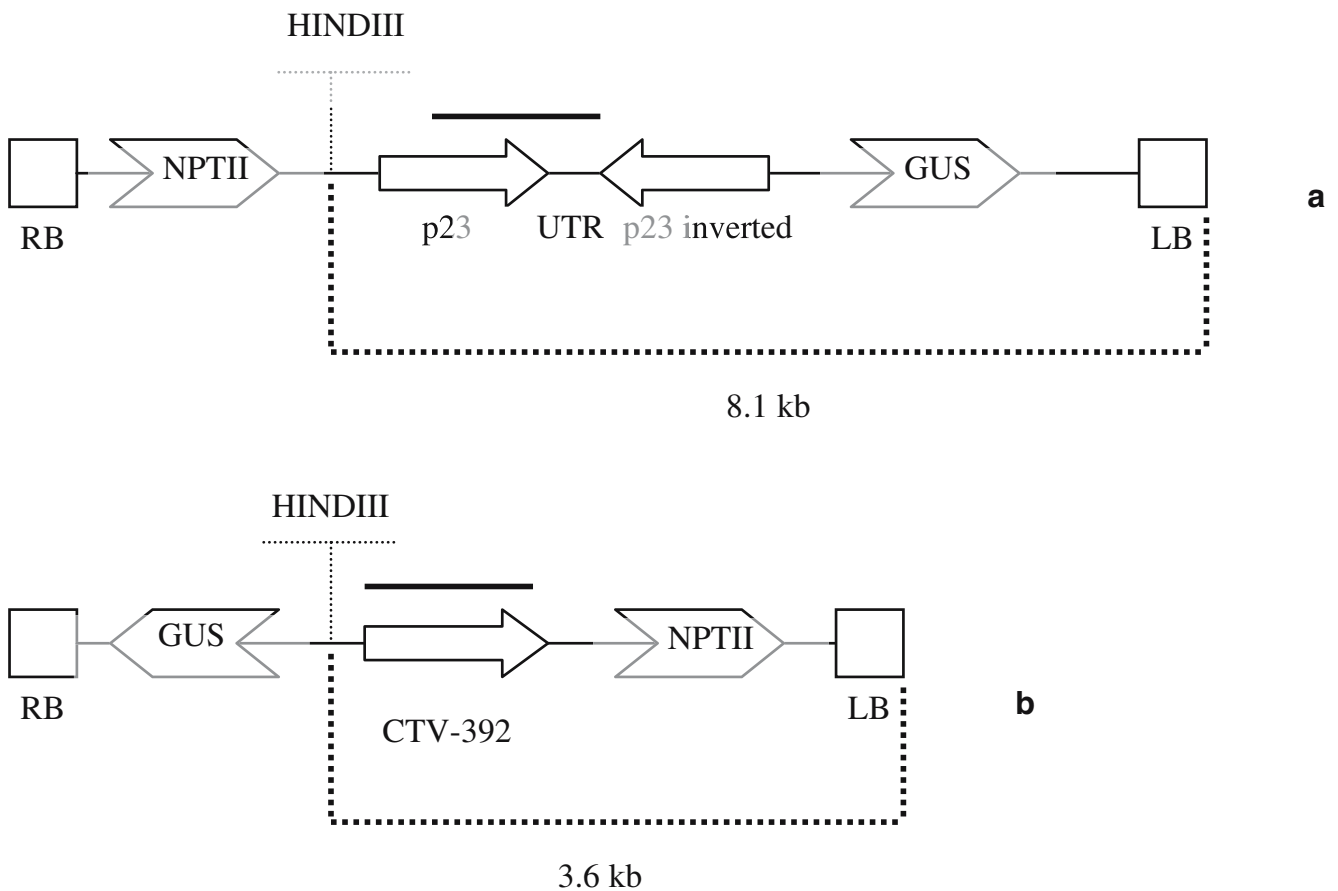 HINDIII
NPTII
GUS
a
RB
p23
UTR
p23 inverted
LB
8.1 kb
HINDIII
GUS
NPTII
RB
LB
b
CTV-392
3.6 kb